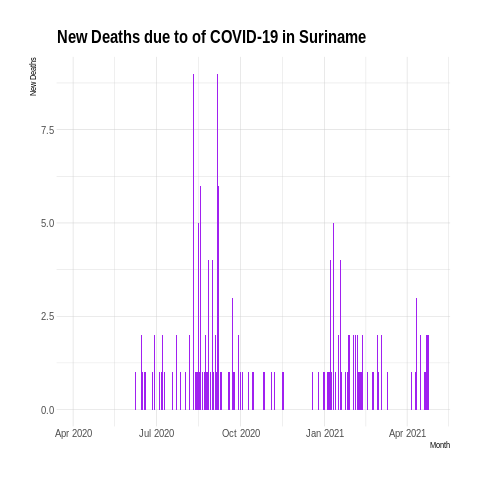 New Deaths due to of COVID-19 in Suriname
New Deaths
7.5
5.0
2.5
0.0
Apr 2020 Jul 2020 Oct 2020 Jan 2021 Apr 2021
Month